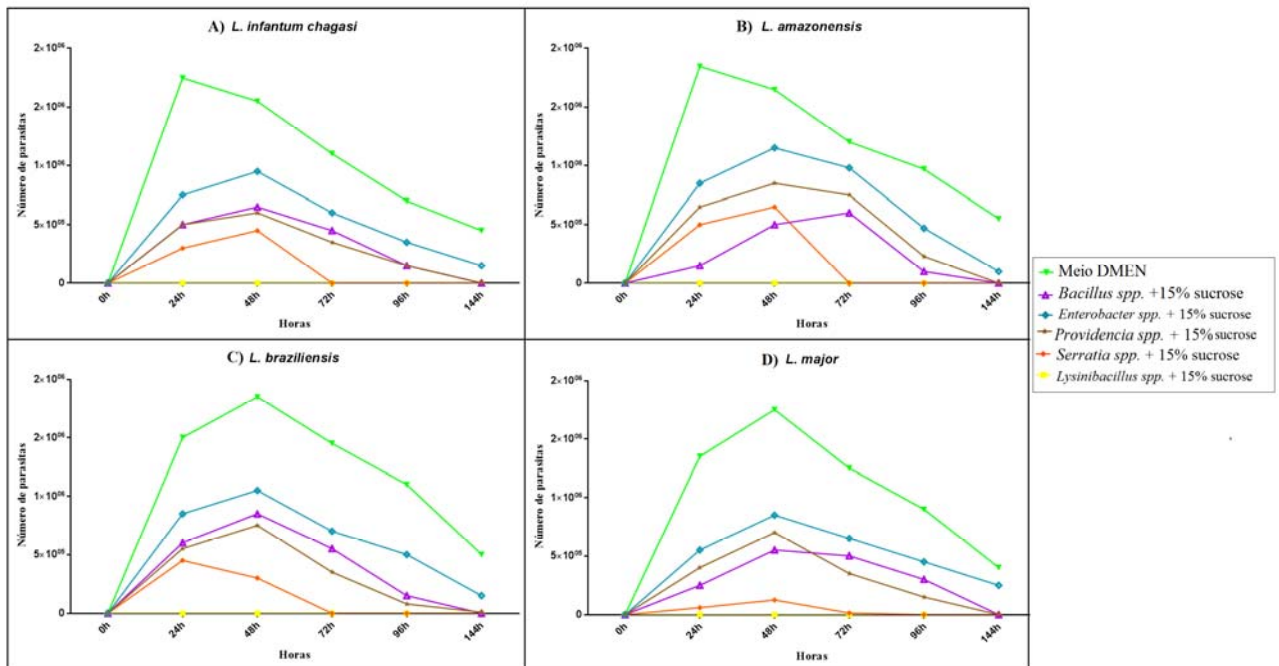 A) L. infantum chagasi
Número de parasitas
2×10⁰⁶
2×10⁰⁶
1×10⁰⁶
5×10⁰⁵
0
0h
24h
48h
72h
96h
144h
Horas
B) L. amazonensis
Número de parasitas
2×10⁰⁶
2×10⁰⁶
1×10⁰⁶
5×10⁰⁵
0
0h
24h
48h
72h
96h
144h
Horas
C) L. braziliensis
Número de parasitas
2×10⁰⁶
2×10⁰⁶
1×10⁰⁶
5×10⁰⁵
0
0h
24h
48h
72h
96h
144h
Horas
D) L. major
Número de parasitas
2×10⁰⁶
2×10⁰⁶
1×10⁰⁶
5×10⁰⁵
0
0h
24h
48h
72h
96h
144h
Horas
Meio DMEN
Bacillus spp. +15% sucrose
Enterobacter spp. + 15% sucrose
Providencia spp. + 15% sucrose
Serratia spp. + 15% sucrose
Lysinibacillus spp. + 15% sucrose